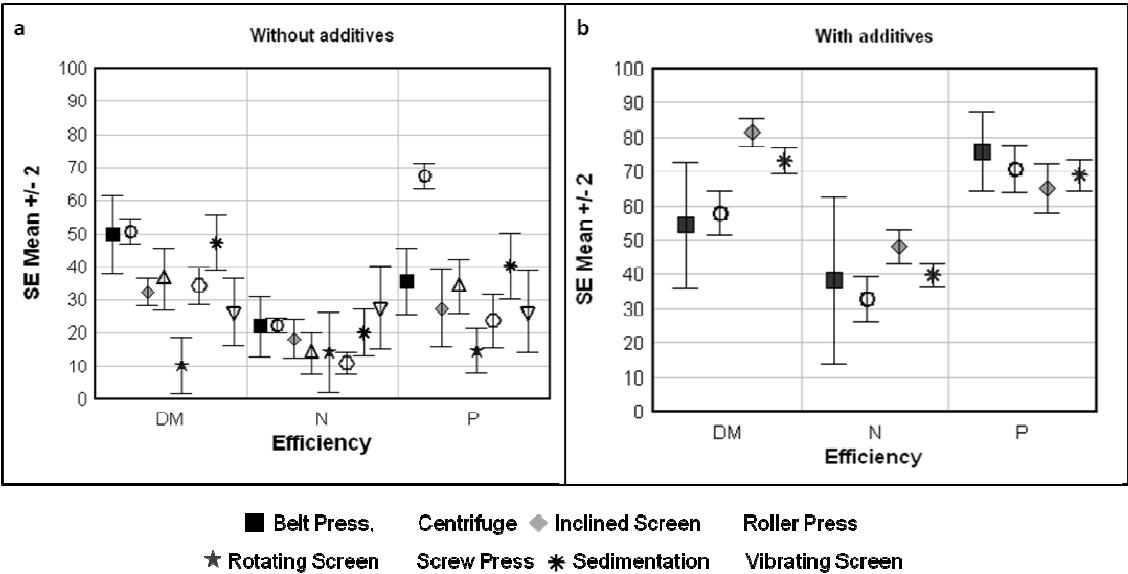 a
Without additives
SE Mean +/- 2
100
90
80
70
60
50
40
30
20
10
0
DM N P
Efficiency
b
With additives
SE Mean +/- 2
100
90
80
70
60
50
40
30
20
10
0
DM N P
Efficiency
Belt Press, Centrifuge Inclined Screen Roller Press
Rotating Screen Screw Press Sedimentation Vibrating Screen